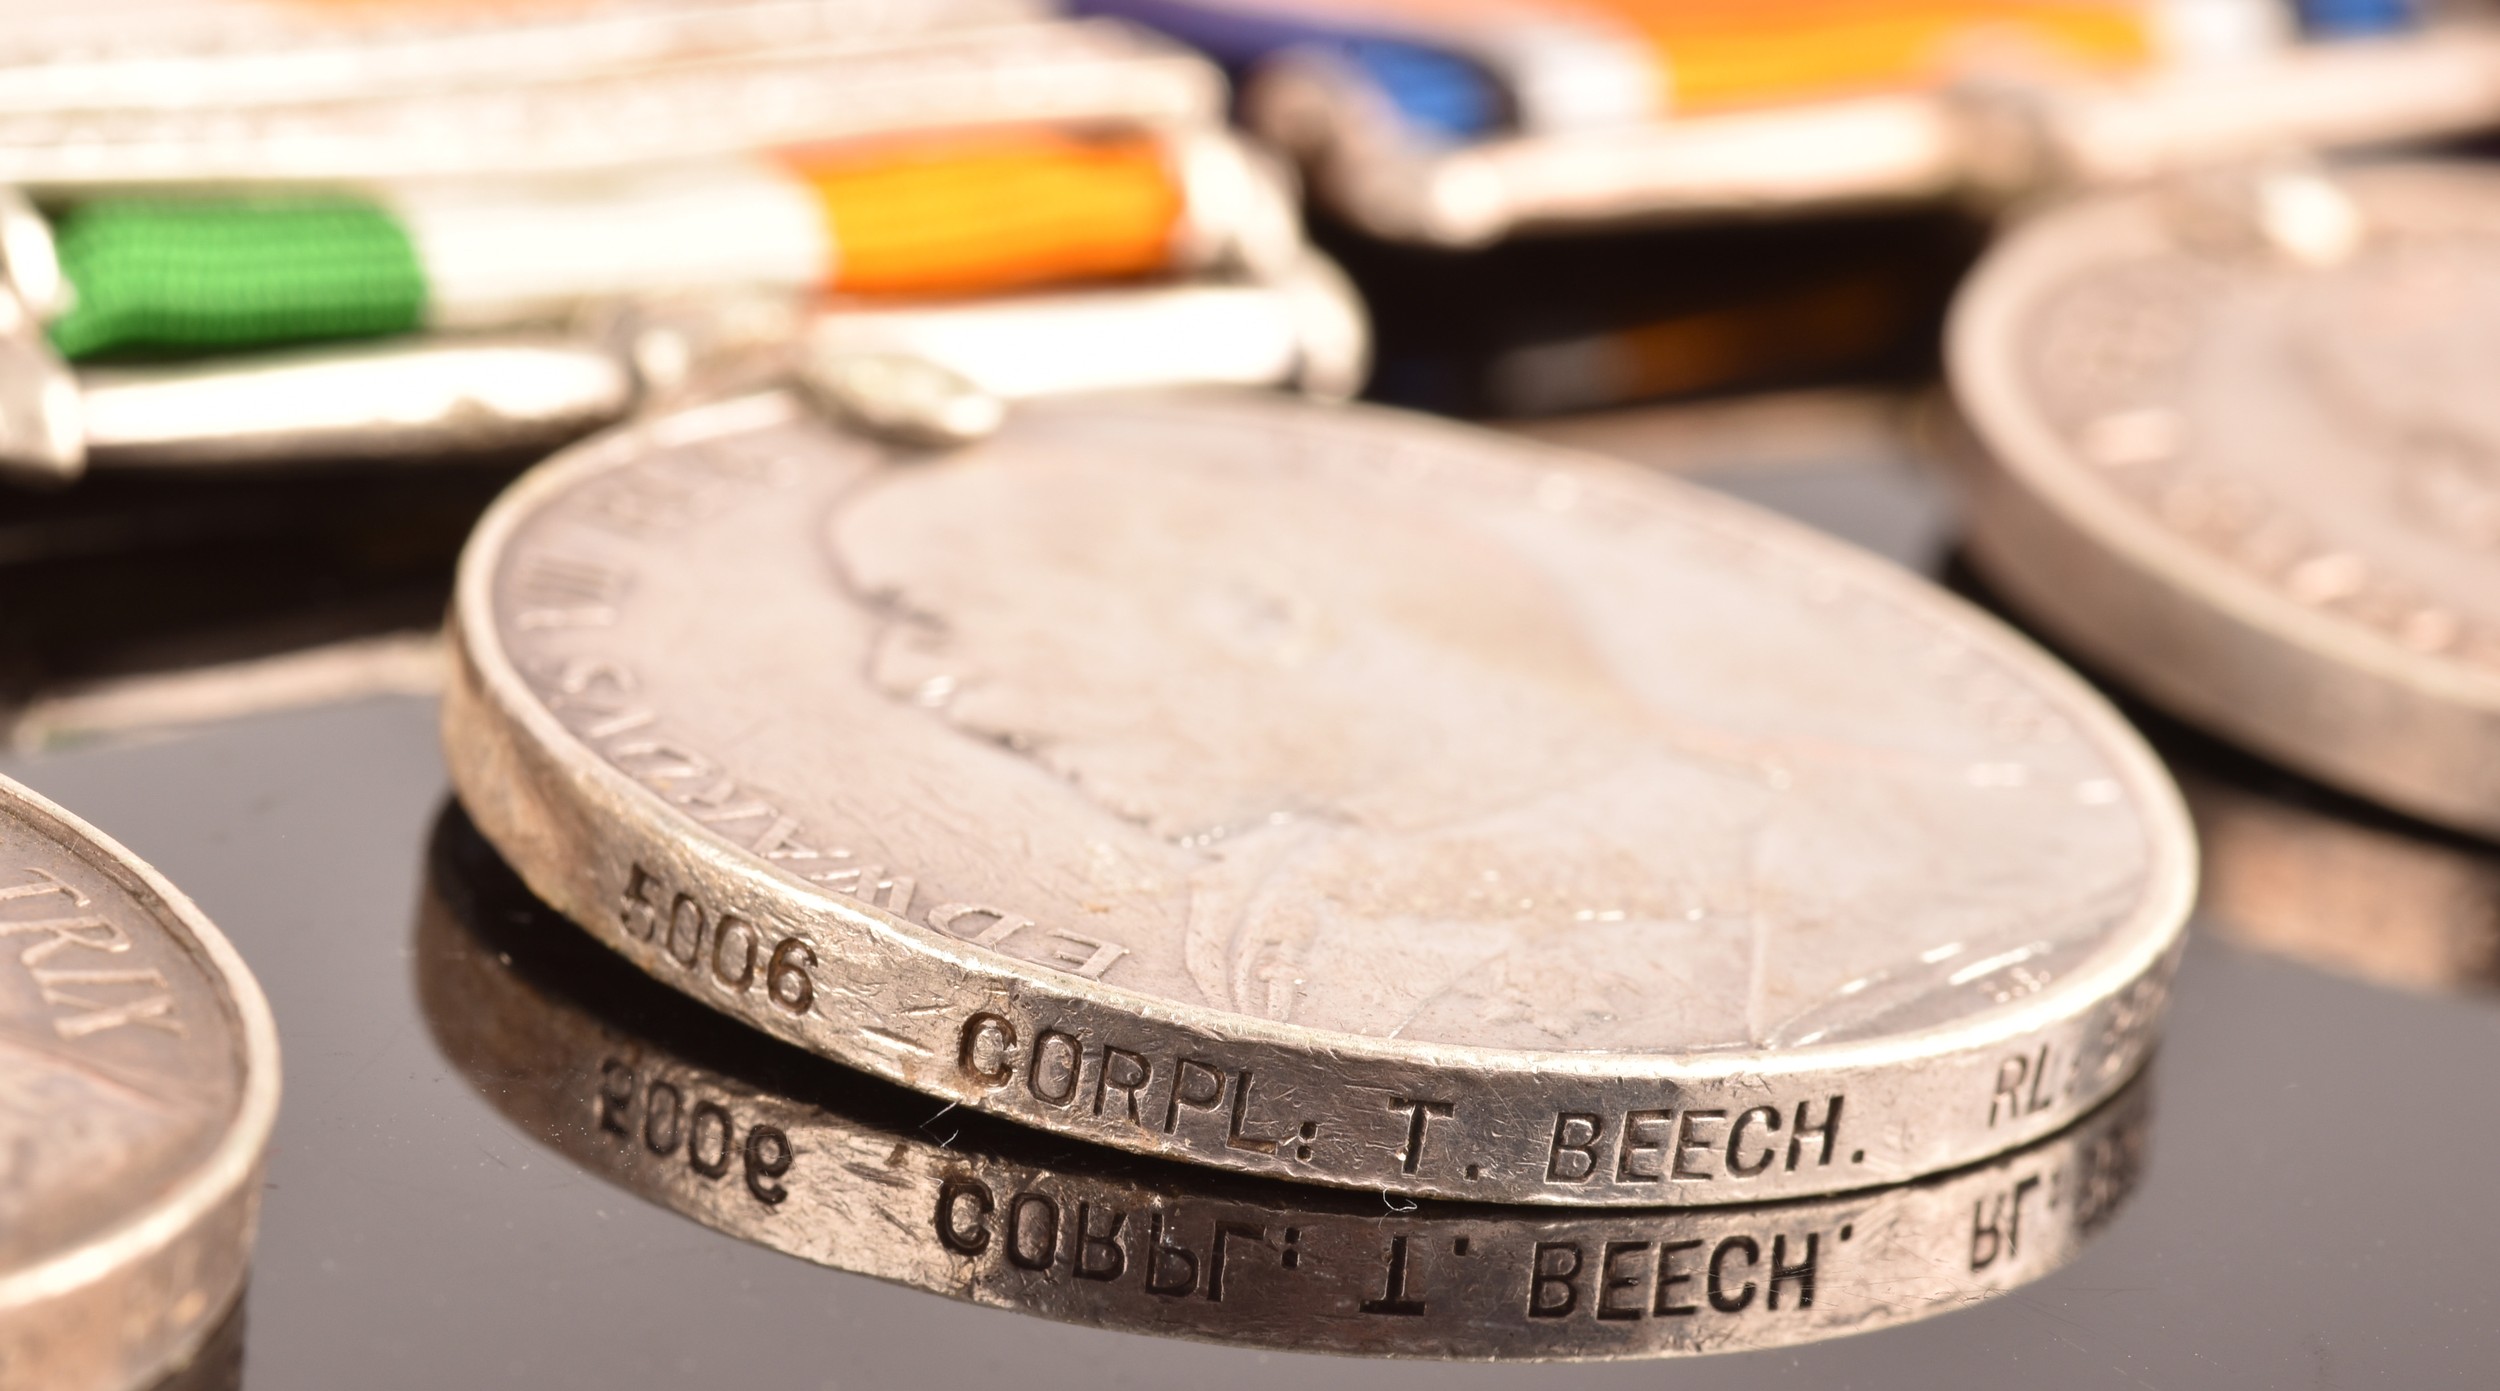 EDWARDVS VII
5006 CORPL: T. BEECH. RL:
TRIX